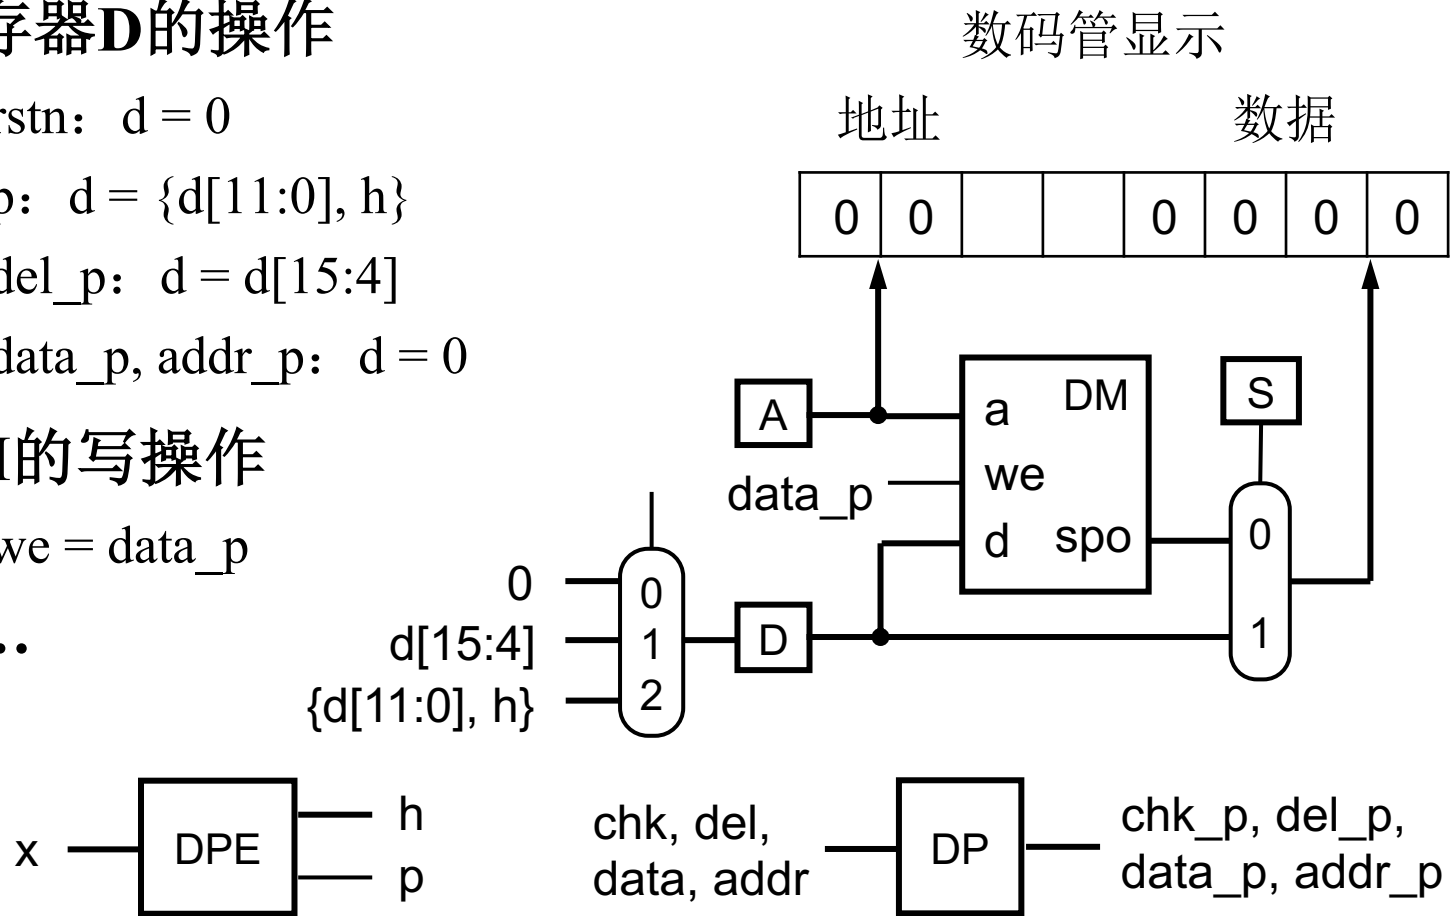 存器D的操作
rstn：d = 0
p：d = {d[11:0], h}
del_p：d = d[15:4]
data_p, addr_p：d = 0
的写操作
we = data_p
数码管显示
地址 数据
0 0 0 0 0 0
A
a DM
we
d spo
data_p
S
0
1
0
d[15:4]
{d[11:0], h}
0
1
2
D
x
DPE
h
p
chk, del,
data, addr
DP
chk_p, del_p,
data_p, addr_p